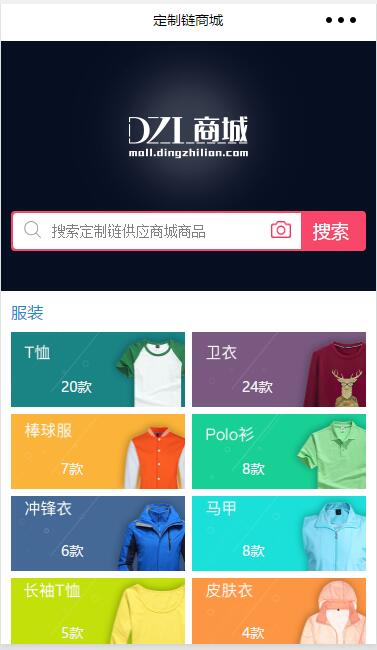 定制链商城
DZL商城
mall.dingzhilian.com
搜索定制链供应商城商品
搜索
服装
T恤
20款
卫衣
24款
棒球服
7款
Polo衫
8款
冲锋衣
6款
马甲
8款
长袖T恤
5款
皮肤衣
4款